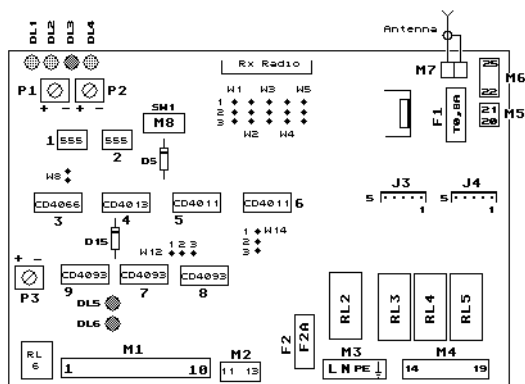 DL1 DL2 DL3 DL4
Antenna
Rx Radio
M7
25
22
M6
P1 P2
+ - + -
W1 W3 W5
1
2
3
W2 W4
SW1
M8
F1
T0,8A
21
20
M5
1 555 555 2
D5
W8
J3 J4
5 1 5 1
CD4066 CD4013 CD4011 CD4011 6
3 4 5
D15
1 W14
2
3
W12 1 2 3
+ -
P3
CD4093 CD4093 CD4093
9 7 8
DL5
DL6
RL2 RL3 RL4 RL5
F2
F2A
RL
6
M1
1 10
M2
11 13
M3
L N PE
M4
14 19